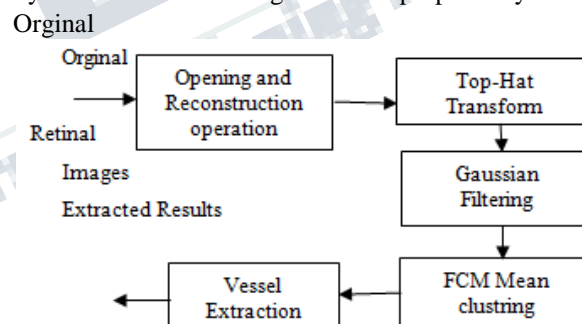 Orginal
Orginal
Opening and
Reconstruction
operation
Top-Hat
Transform
Retinal
Images
Extracted Results
Gaussian
Filtering
FCM Mean
clustring
Vessel
Extraction